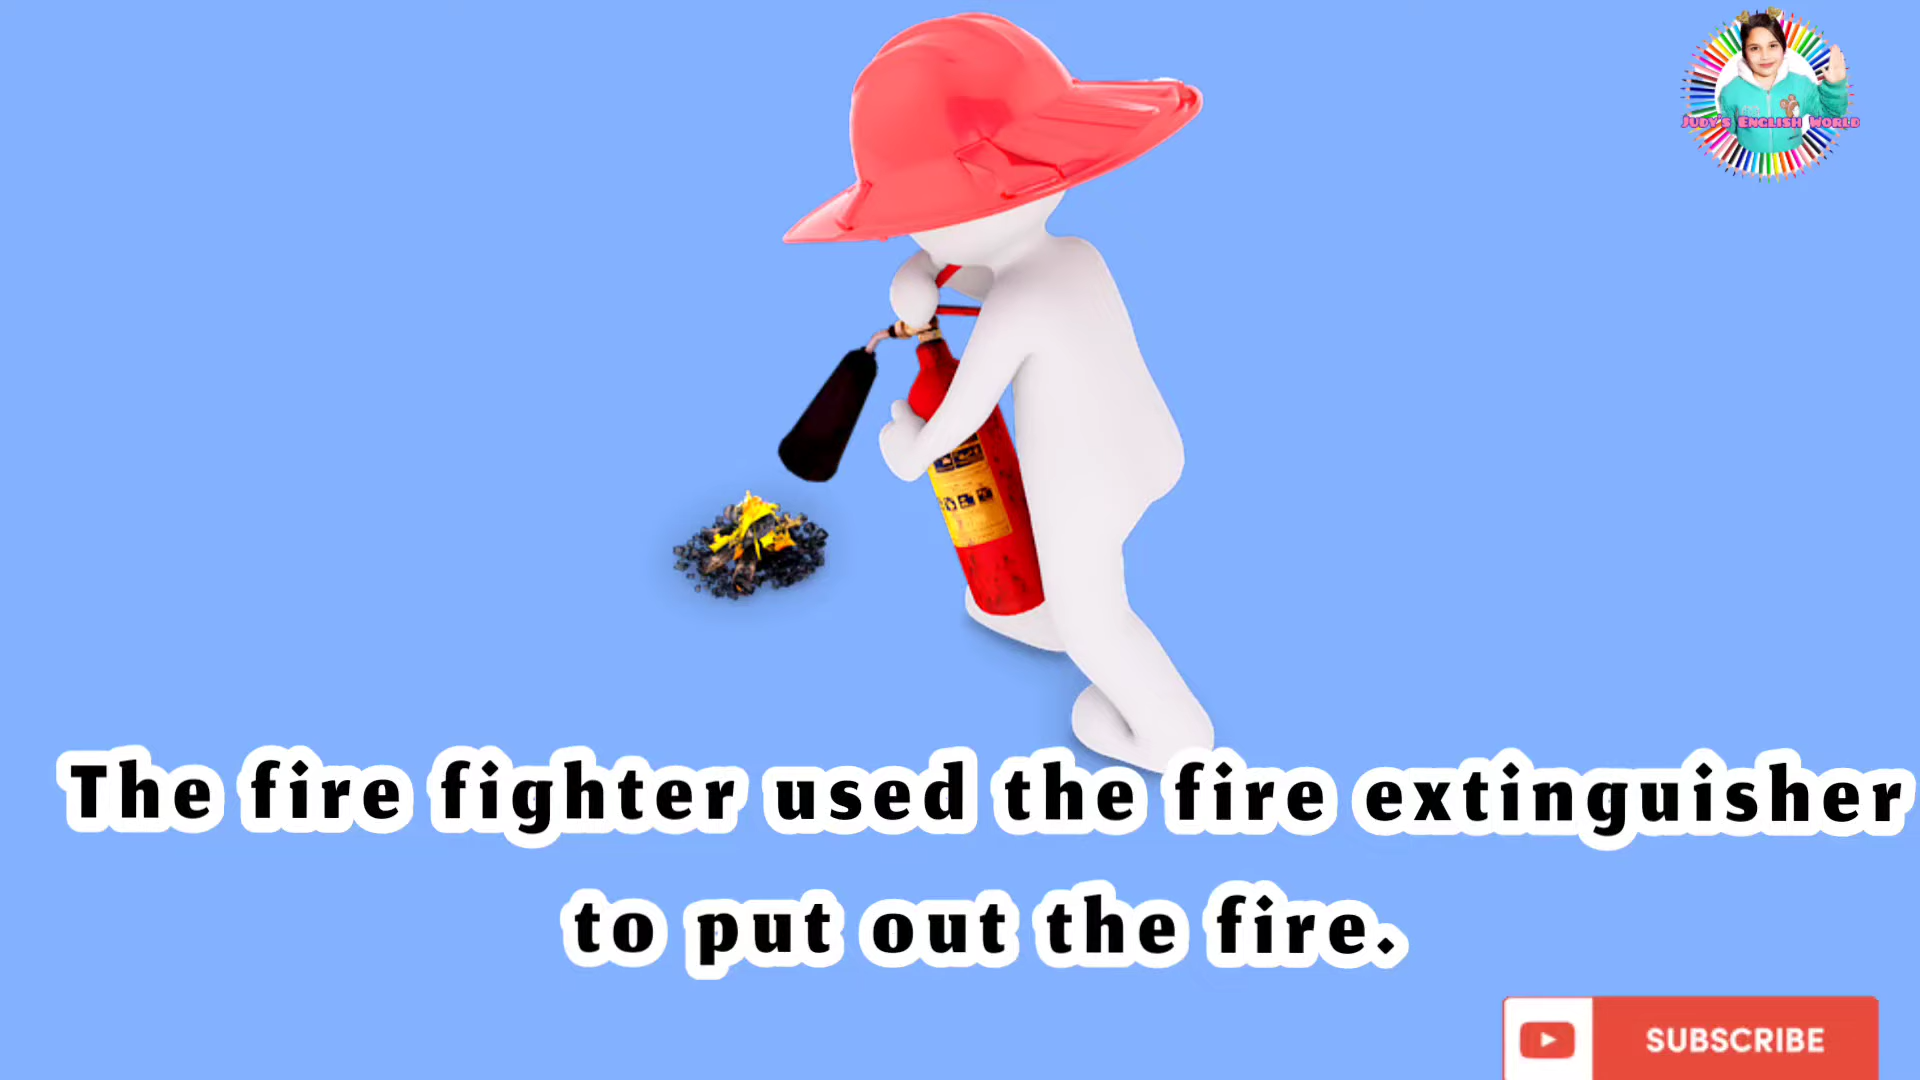 Judy's English World
The fire fighter used the fire extinguisher
to put out the fire.
SUBSCRIBE